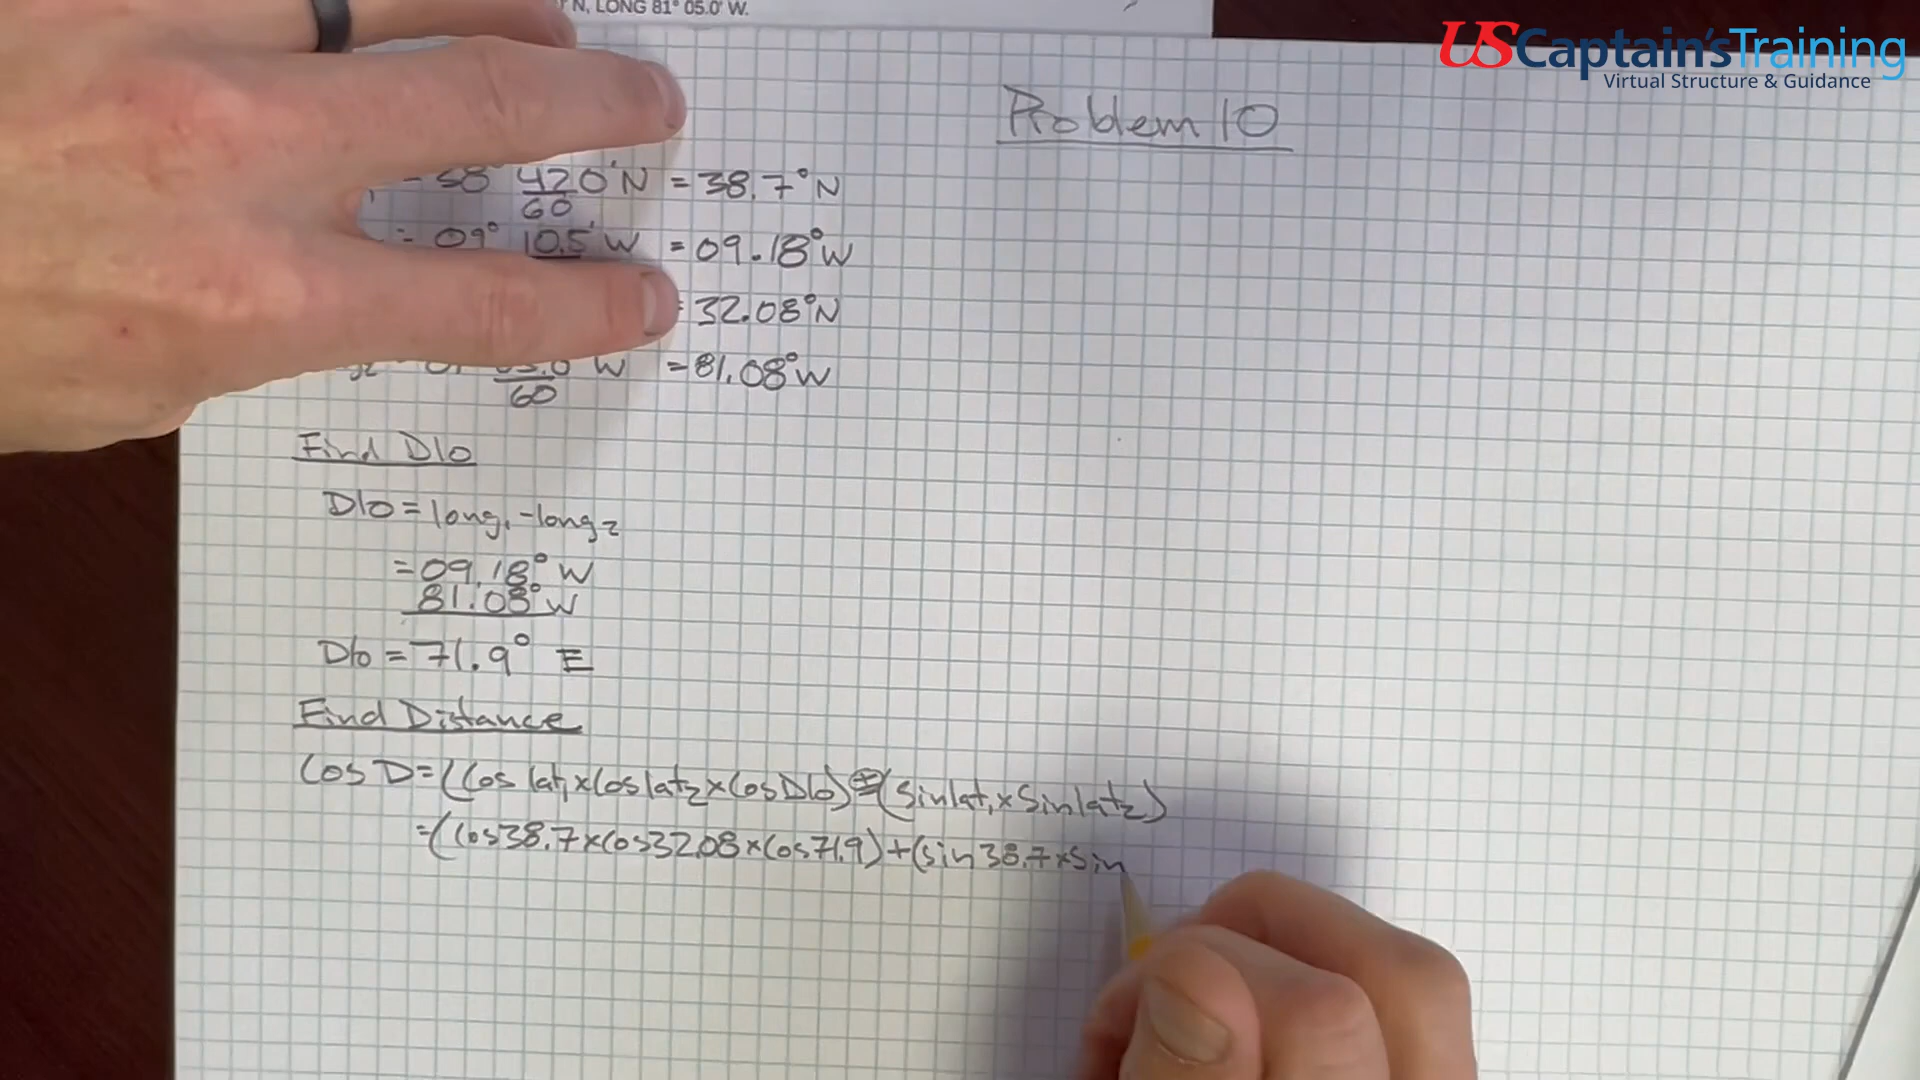 N, LONG 81° 05.0' W.
USCaptain'sTraining
Virtual Structure & Guidance
Problem 10
38° 42.0' N = 38.7° N
60
= 09° 10.5' W = 09.18° W
= 32.08° N
05.0 W = 81.08° W
60
Find Dlo
Dlo = long₁ - long₂
= 09.18° W
81.08° W
Dlo = 71.9° E
Find Distance
Cos D = (Cos lat₁ x Cos lat₂ x Cos Dlo) ± (Sin lat₁ x Sin lat₂)
= (Cos 38.7 x Cos 32.08 x Cos 71.9) + (Sin 38.7 x Sin